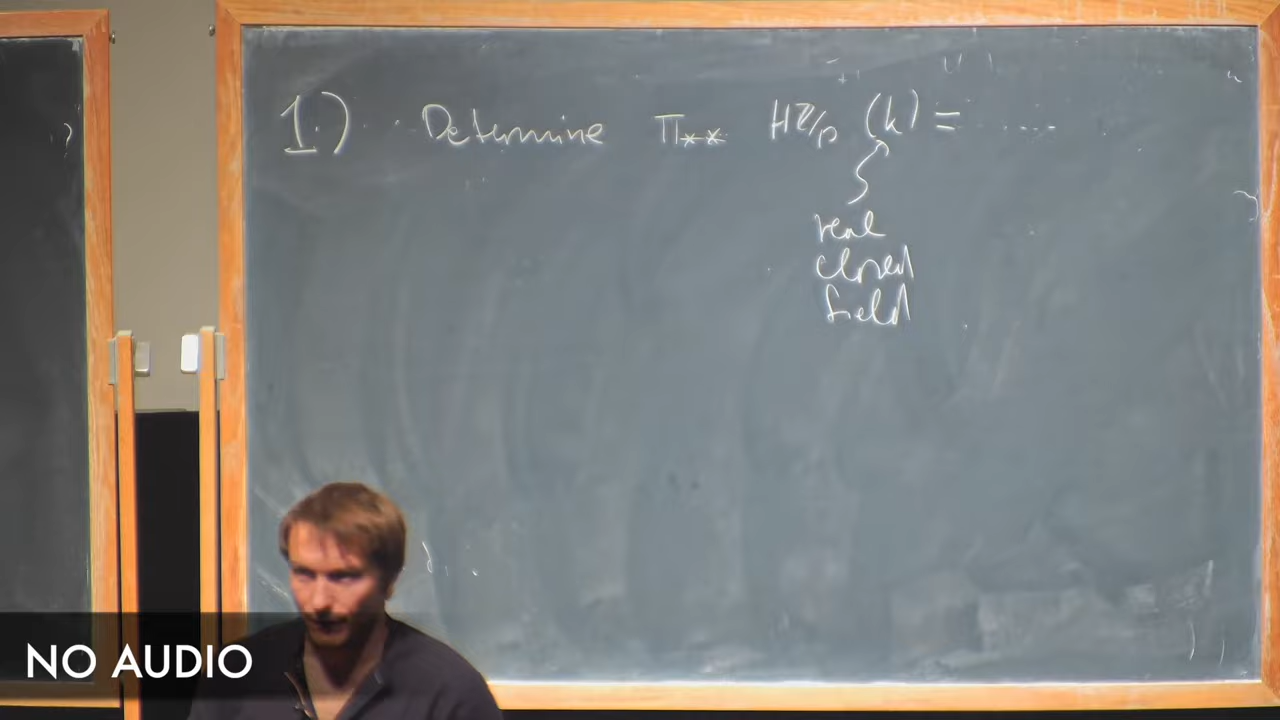 1.) Determine π** HZ/p (k) = ....
real
closed
field
NO AUDIO